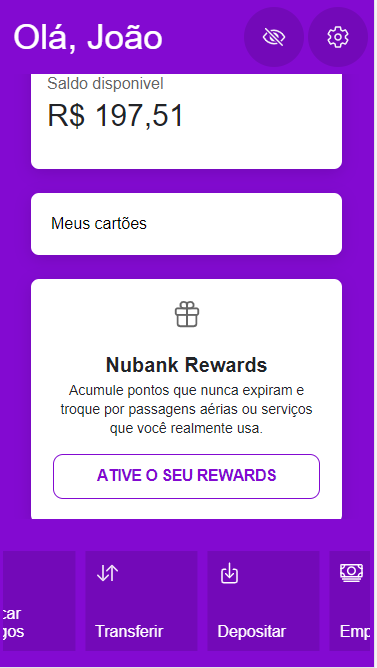 Olá, João
Saldo disponivel
R$ 197,51
Meus cartões
Nubank Rewards
Acumule pontos que nunca expiram e
troque por passagens aérias ou serviços
que você realmente usa.
ATIVE O SEU REWARDS
car
gos
Transferir
Depositar
Emp